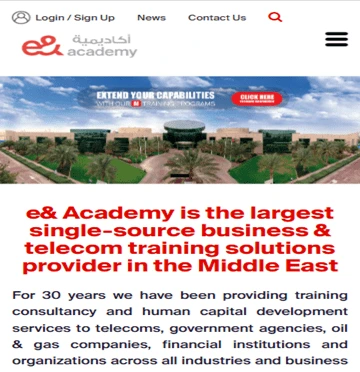 Login / Sign Up News Contact Us
e& أكاديمية
academy
EXTEND YOUR CAPABILITIES
WITH OUR TRAINING PROGRAMS
CLICK HERE
e& Academy is the largest
single-source business &
telecom training solutions
provider in the Middle East
For 30 years we have been providing training
consultancy and human capital development
services to telecoms, government agencies, oil
& gas companies, financial institutions and
organizations across all industries and business